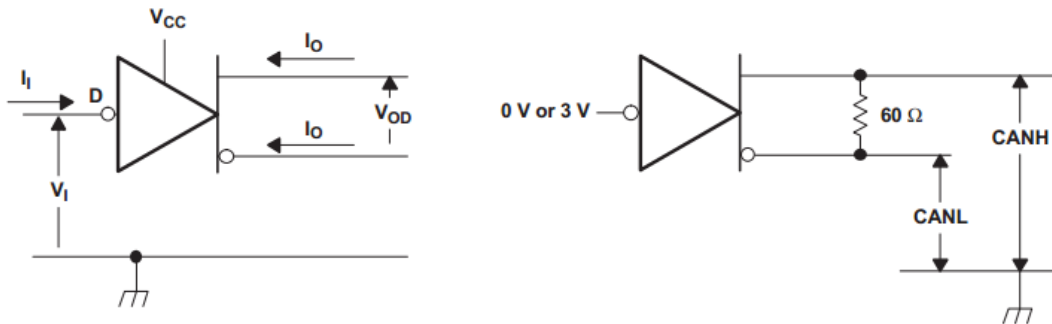 VCC
IO
II
D
VOD
IO
VI
0 V or 3 V
60 Ω
CANH
CANL